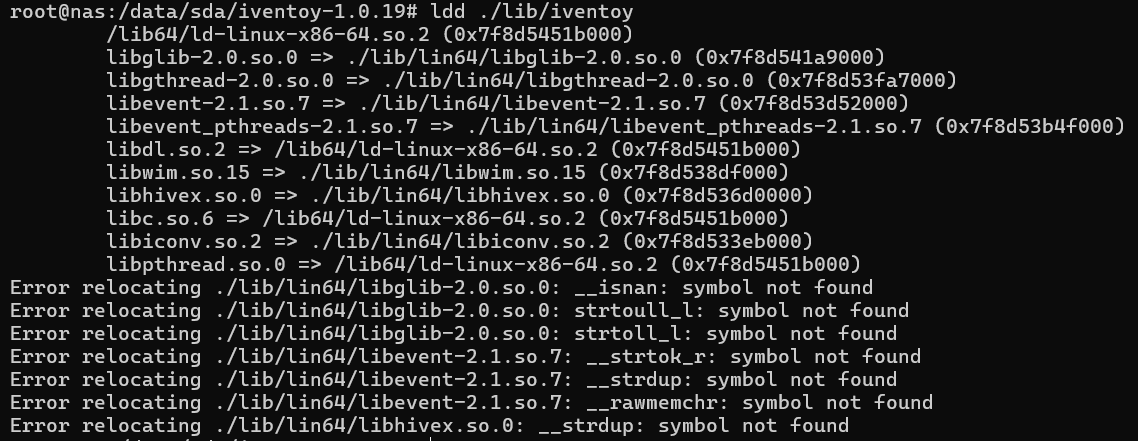 root@nas:/data/sda/iventoy-1.0.19# ldd ./lib/iventoy
/lib64/ld-linux-x86-64.so.2 (0x7f8d5451b000)
libglib-2.0.so.0 => ./lib/lin64/libglib-2.0.so.0 (0x7f8d541a9000)
libgthread-2.0.so.0 => ./lib/lin64/libgthread-2.0.so.0 (0x7f8d53fa7000)
libevent-2.1.so.7 => ./lib/lin64/libevent-2.1.so.7 (0x7f8d53d52000)
libevent_pthreads-2.1.so.7 => ./lib/lin64/libevent_pthreads-2.1.so.7 (0x7f8d53b4f000)
libdl.so.2 => /lib64/ld-linux-x86-64.so.2 (0x7f8d5451b000)
libwim.so.15 => ./lib/lin64/libwim.so.15 (0x7f8d538df000)
libhivex.so.0 => ./lib/lin64/libhivex.so.0 (0x7f8d536d0000)
libc.so.6 => /lib64/ld-linux-x86-64.so.2 (0x7f8d5451b000)
libiconv.so.2 => ./lib/lin64/libiconv.so.2 (0x7f8d533eb000)
libpthread.so.0 => /lib64/ld-linux-x86-64.so.2 (0x7f8d5451b000)
Error relocating ./lib/lin64/libglib-2.0.so.0: __isnan: symbol not found
Error relocating ./lib/lin64/libglib-2.0.so.0: strtoull_l: symbol not found
Error relocating ./lib/lin64/libglib-2.0.so.0: strtoll_l: symbol not found
Error relocating ./lib/lin64/libevent-2.1.so.7: __strtok_r: symbol not found
Error relocating ./lib/lin64/libevent-2.1.so.7: __strdup: symbol not found
Error relocating ./lib/lin64/libevent-2.1.so.7: __rawmemchr: symbol not found
Error relocating ./lib/lin64/libhivex.so.0: __strdup: symbol not found